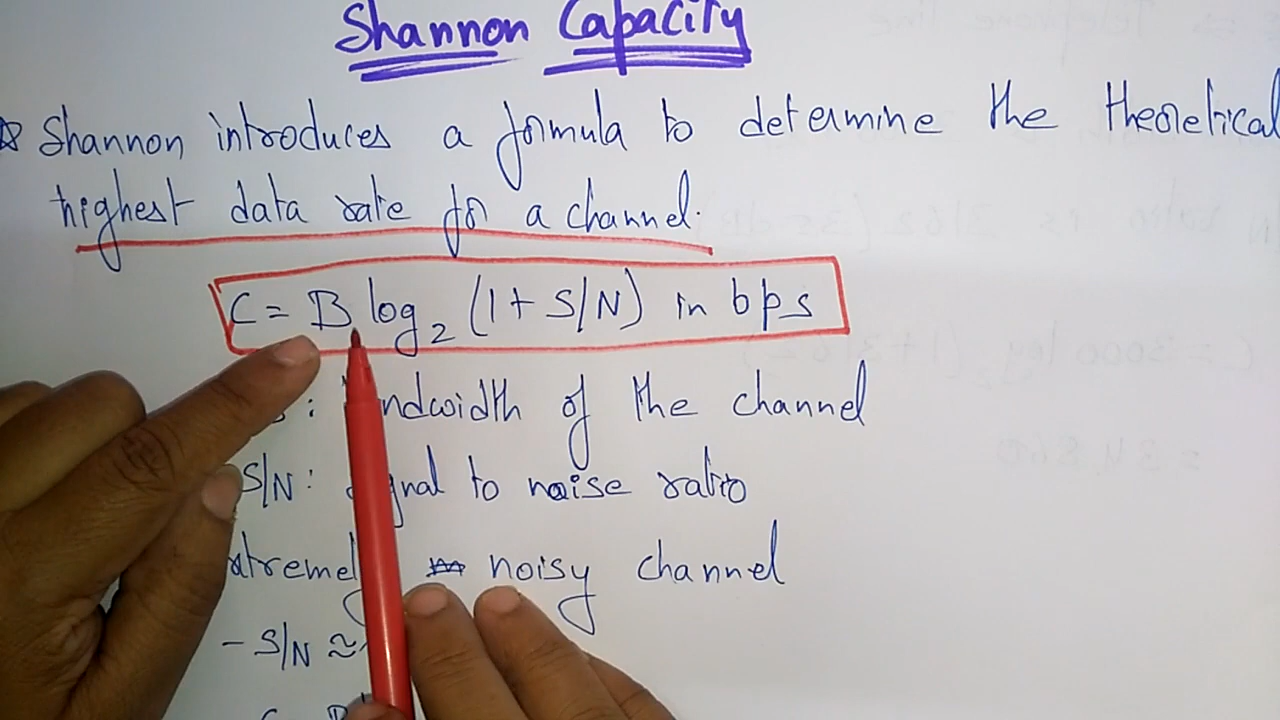 Shannon Capacity
☆ Shannon introduces a formula to determine the theoretical
highest data rate for a channel.
C = B log₂ (1 + S/N) in bps
: ndwidth of the channel
S/N: gnal to noise ratio
xtremel noisy channel
- S/N ≈